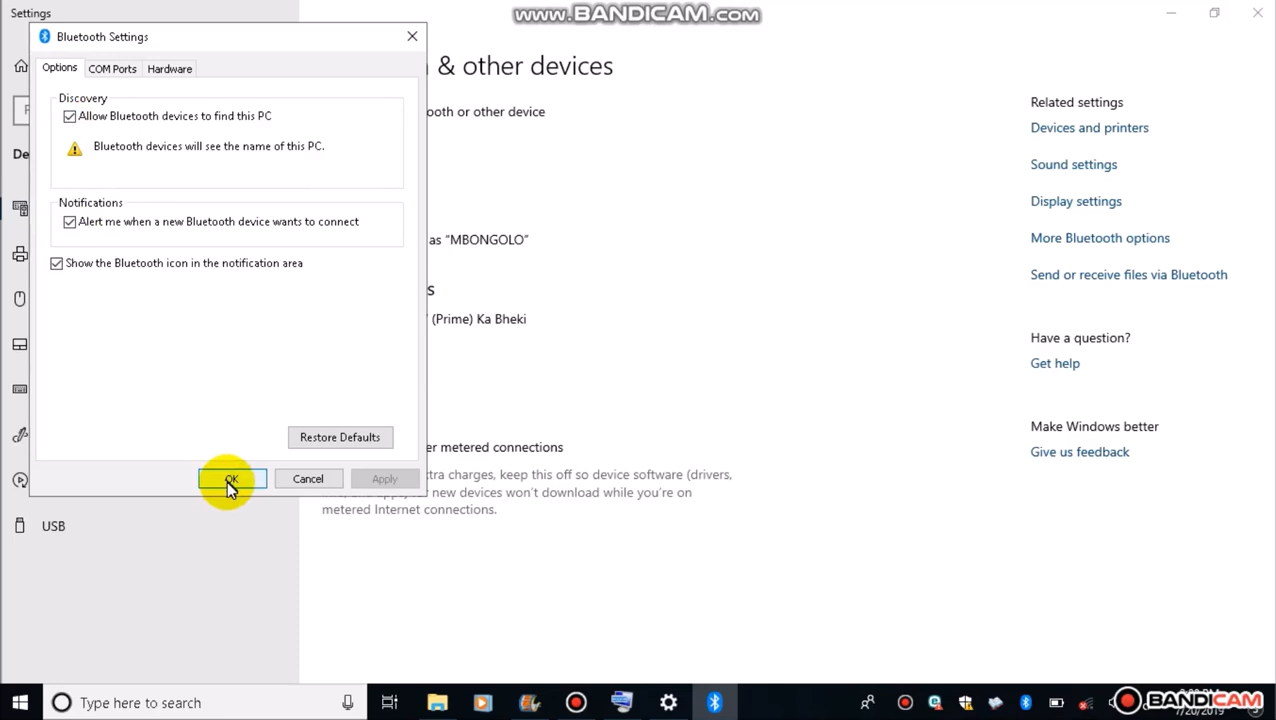 Settings
www.BANDICAM.com
Bluetooth Settings
Options
COM Ports
Hardware
Discovery
Allow Bluetooth devices to find this PC
Bluetooth devices will see the name of this PC.
Notifications
Alert me when a new Bluetooth device wants to connect
Show the Bluetooth icon in the notification area
Restore Defaults
OK
Cancel
Apply
& other devices
ooth or other device
as “MBONGOLO”
s
(Prime) Ka Bheki
er metered connections
xtra charges, keep this off so device software (drivers,
new devices won’t download while you’re on
metered Internet connections.
USB
Related settings
Devices and printers
Sound settings
Display settings
More Bluetooth options
Send or receive files via Bluetooth
Have a question?
Get help
Make Windows better
Give us feedback
Type here to search
BANDICAM
7/20/2019